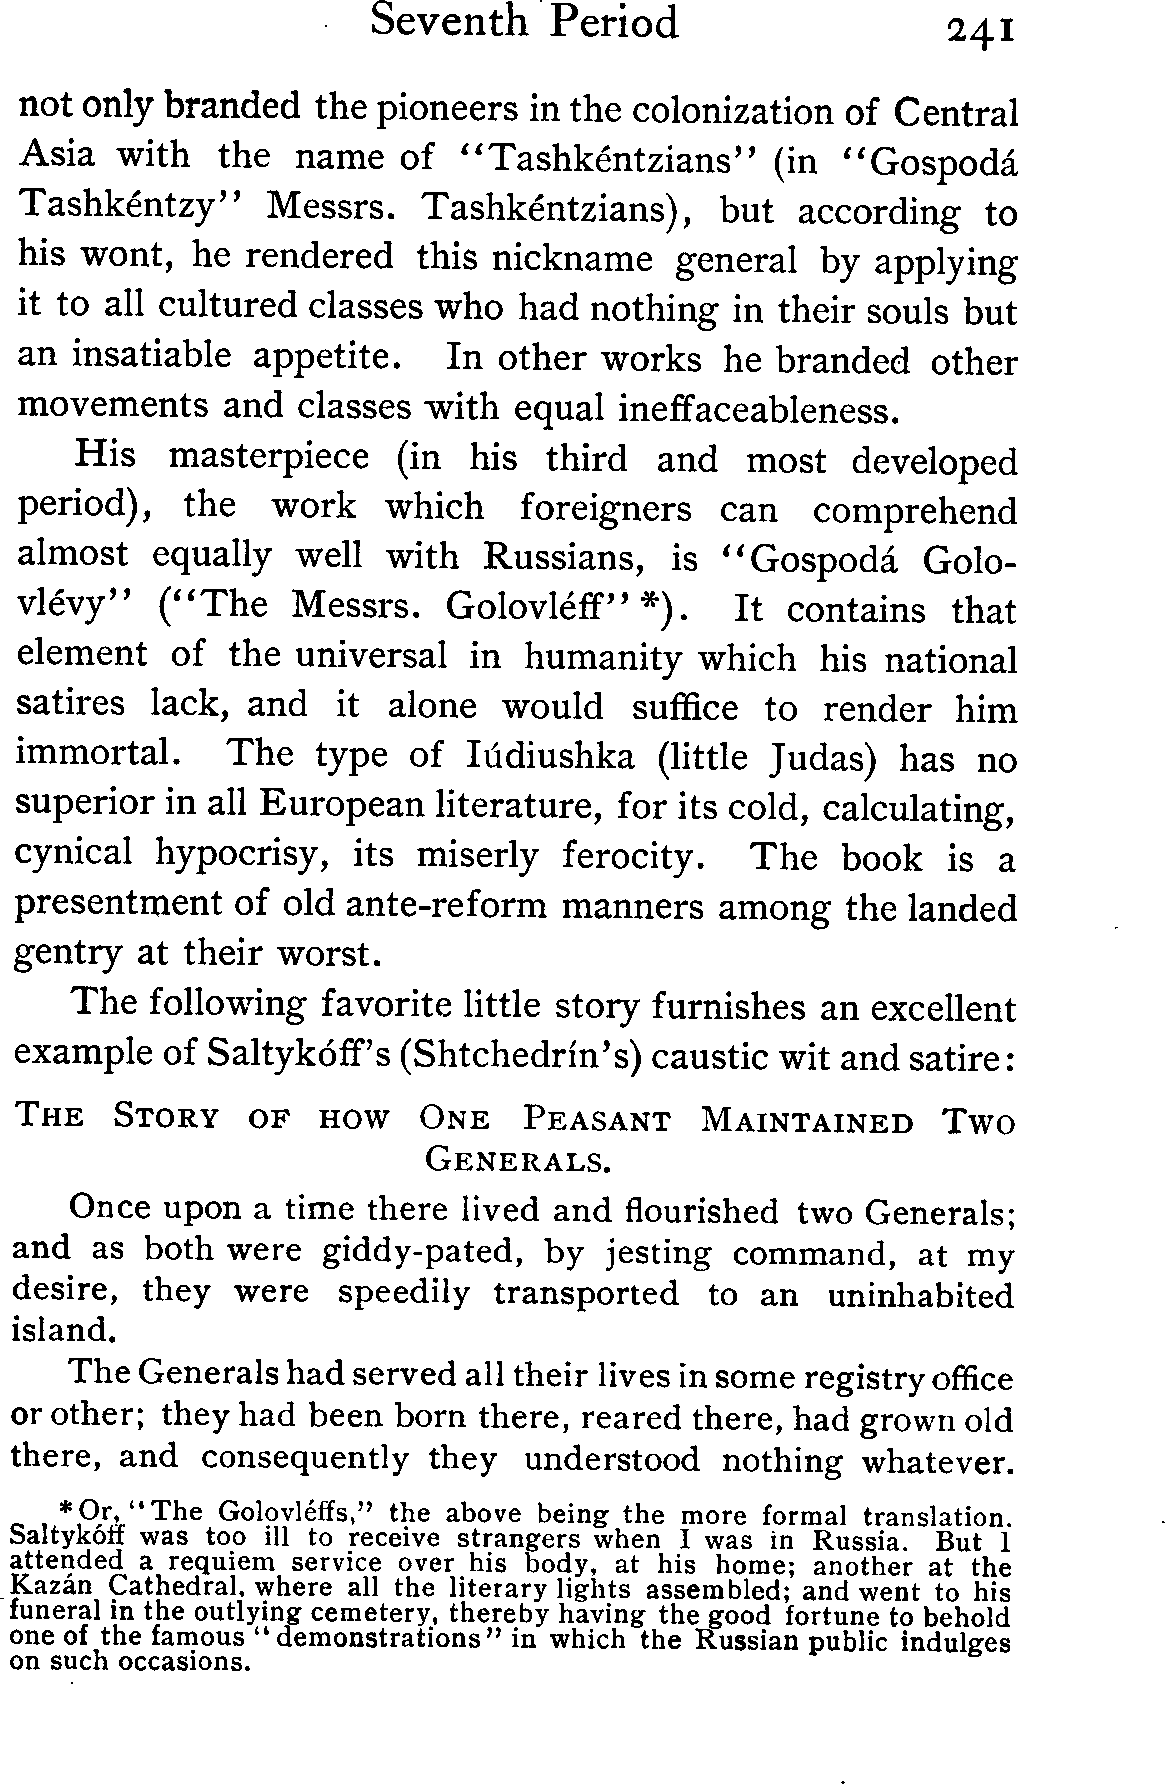 Seventh Period 241
not only branded the pioneers in the colonization of Central
Asia with the name of “Tashkéntzians” (in “Gospodá
Tashkéntzy” Messrs. Tashkéntzians), but according to
his wont, he rendered this nickname general by applying
it to all cultured classes who had nothing in their souls but
an insatiable appetite. In other works he branded other
movements and classes with equal ineffaceableness.
His masterpiece (in his third and most developed
period), the work which foreigners can comprehend
almost equally well with Russians, is “Gospodá Golo-
vlévy” (“The Messrs. Golovléff” *). It contains that
element of the universal in humanity which his national
satires lack, and it alone would suffice to render him
immortal. The type of Iúdiushka (little Judas) has no
superior in all European literature, for its cold, calculating,
cynical hypocrisy, its miserly ferocity. The book is a
presentment of old ante-reform manners among the landed
gentry at their worst.
The following favorite little story furnishes an excellent
example of Saltykóff’s (Shtchedrín’s) caustic wit and satire:
THE STORY OF HOW ONE PEASANT MAINTAINED TWO
GENERALS.
Once upon a time there lived and flourished two Generals;
and as both were giddy-pated, by jesting command, at my
desire, they were speedily transported to an uninhabited
island.
The Generals had served all their lives in some registry office
or other; they had been born there, reared there, had grown old
there, and consequently they understood nothing whatever.
*Or, “The Golovléffs,” the above being the more formal translation.
Saltykóff was too ill to receive strangers when I was in Russia. But I
attended a requiem service over his body, at his home; another at the
Kazán Cathedral, where all the literary lights assembled; and went to his
funeral in the outlying cemetery, thereby having the good fortune to behold
one of the famous “demonstrations” in which the Russian public indulges
on such occasions.